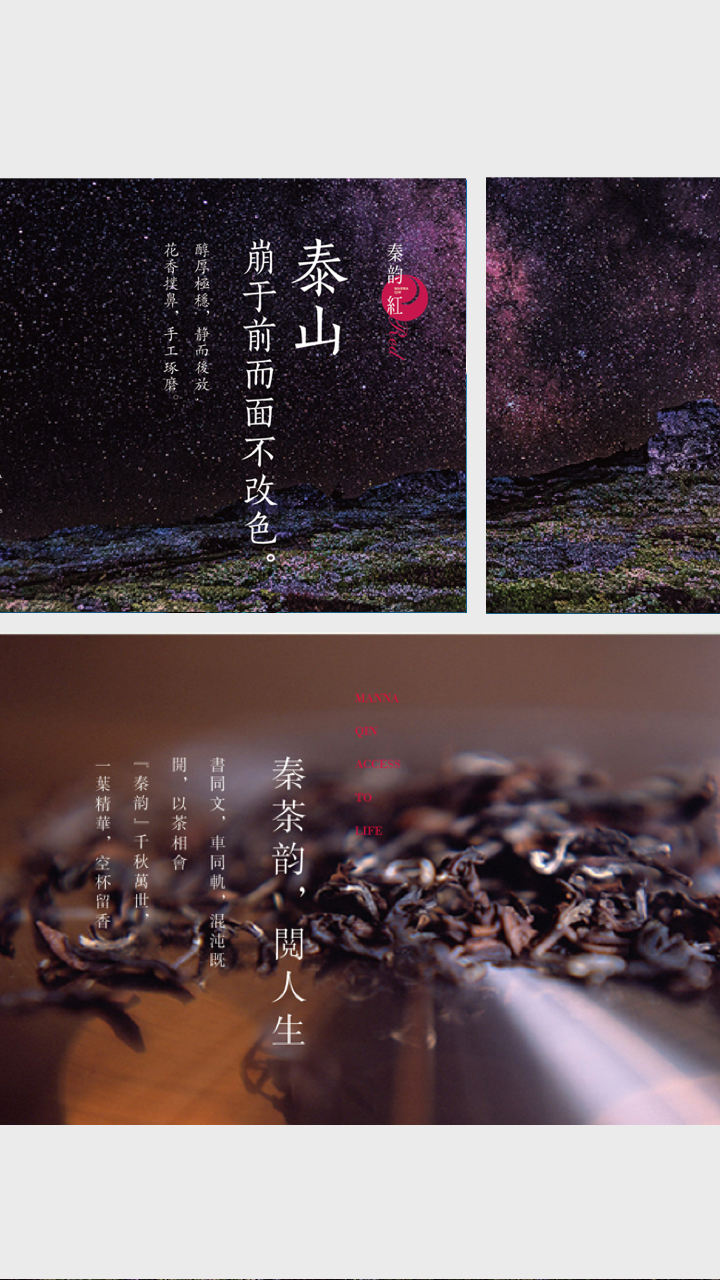 秦韵紅
泰山
崩于前而面不改色。
醇厚極穩，静而後放.
花香撲鼻，手工琢磨。
MANNA
QIN
ACCESS
TO
LIFE
秦茶韵，閲人生
書同文，車同軌，混沌既
開，以茶相會
『秦韵』千秋萬世，
一葉精華，空杯留香